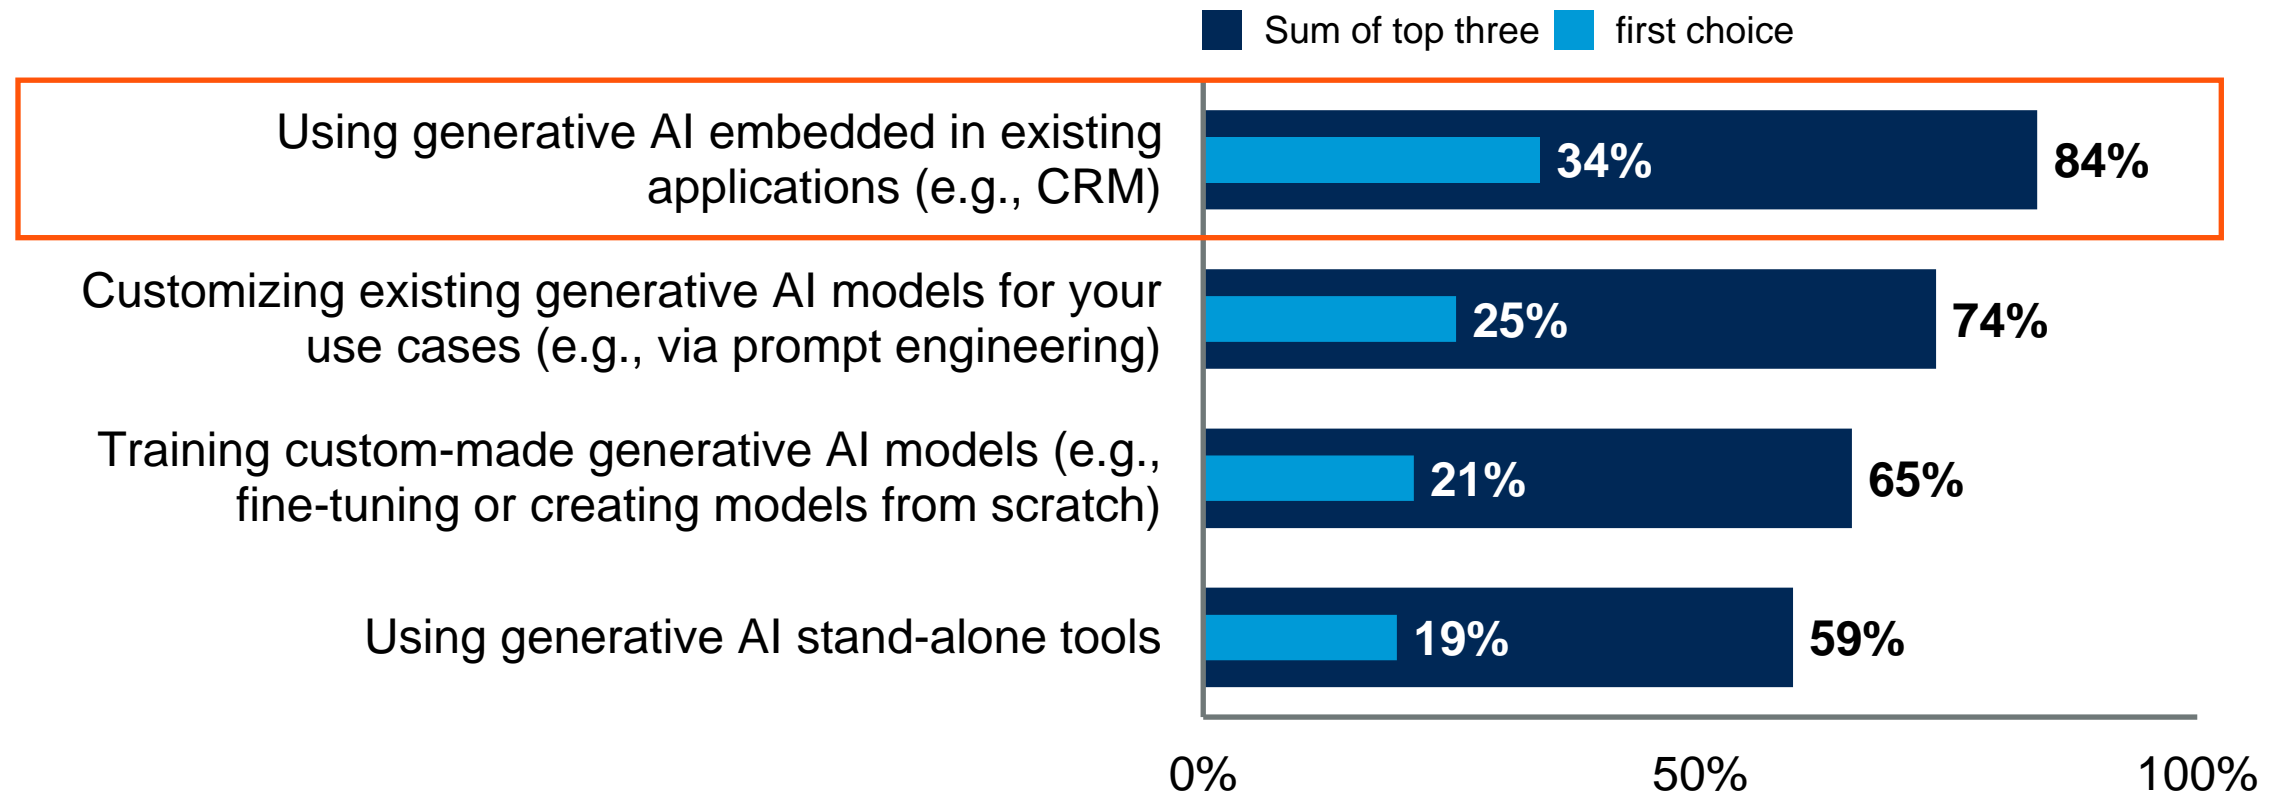 Sum of top three first choice
Using generative AI embedded in existing
applications (e.g., CRM)
34%
84%
Customizing existing generative AI models for your
use cases (e.g., via prompt engineering)
25%
74%
Training custom-made generative AI models (e.g.,
fine-tuning or creating models from scratch)
21%
65%
Using generative AI stand-alone tools
19%
59%
0% 50% 100%